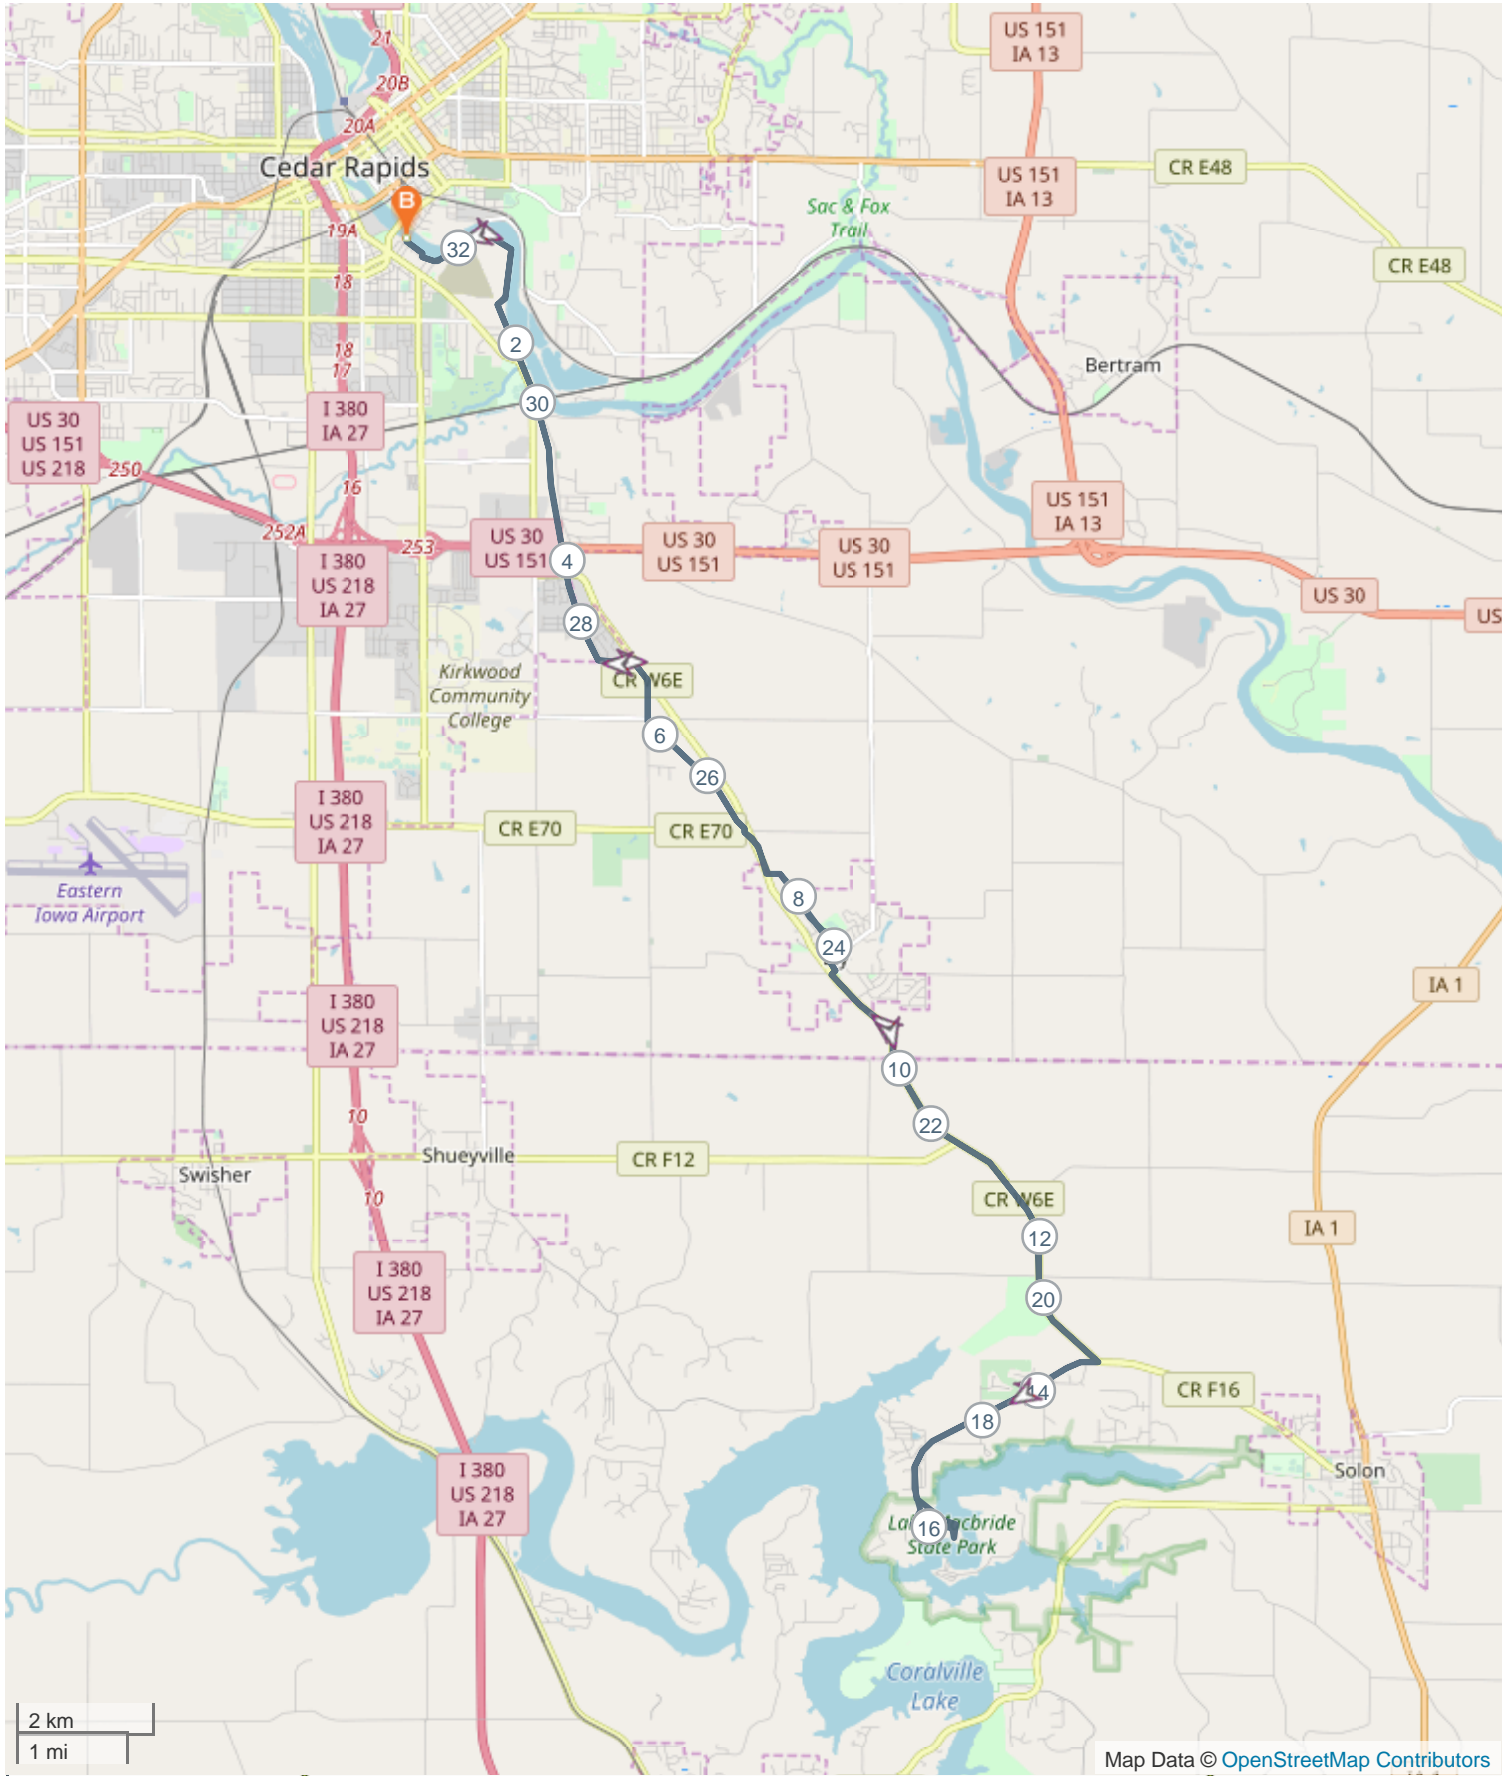 US 151
IA 13
21
20B
20A
Cedar Rapids
B
CR E48
US 151
IA 13
Sac & Fox
Trail
19A
32
CR E48
18
2
18
17
Bertram
30
I 380
IA 27
US 30
US 151
US 218
250
16
US 151
IA 13
252A
253
US 30
US 151
4
US 30
US 151
US 30
US 151
I 380
US 218
IA 27
US 30
US
28
Kirkwood
Community
College
CR W6E
6
26
I 380
US 218
IA 27
CR E70
CR E70
Eastern
Iowa Airport
8
24
IA 1
I 380
US 218
IA 27
10
10
22
Swisher
Shueyville
CR F12
10
CR W6E
12
IA 1
I 380
US 218
IA 27
20
14
CR F16
18
Solon
I 380
US 218
IA 27
16
Lake Macbride
State Park
Coralville
Lake
2 km
1 mi
Map Data © OpenStreetMap Contributors